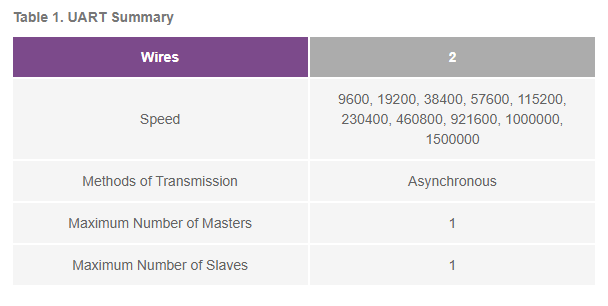 Table 1. UART Summary
Wires 2
Speed 9600, 19200, 38400, 57600, 115200,
230400, 460800, 921600, 1000000,
1500000
Methods of Transmission Asynchronous
Maximum Number of Masters 1
Maximum Number of Slaves 1